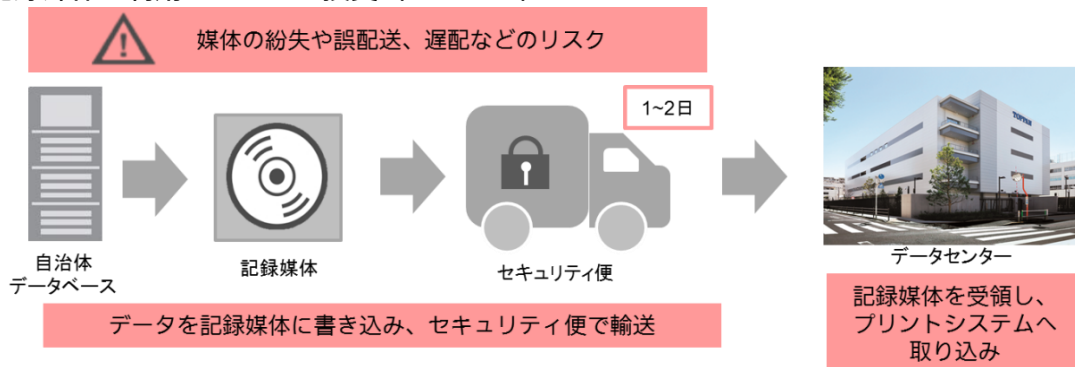 媒体の紛失や誤配送、遅配などのリスク
1~2日
TOPPAN
自治体
データベース
記録媒体
セキュリティ便
データセンター
データを記録媒体に書き込み、セキュリティ便で輸送
記録媒体を受領し、
プリントシステムへ
取り込み